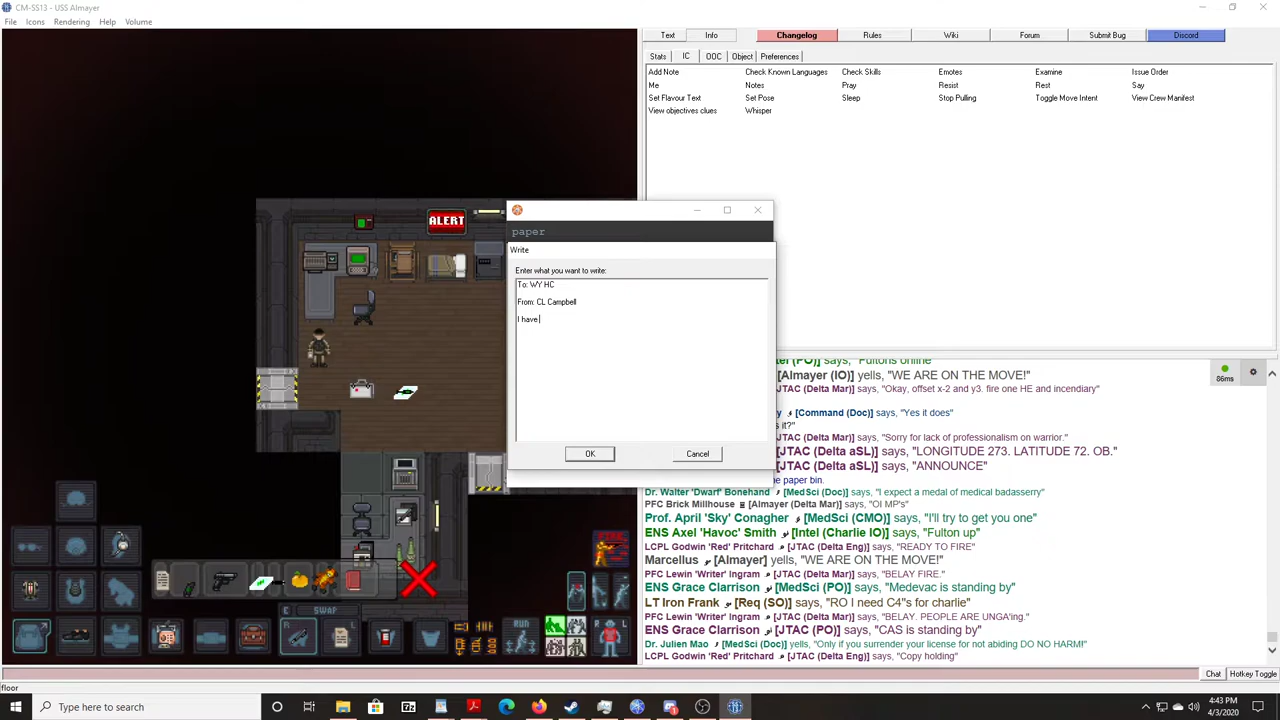 CM-SS13 - USS Almayer
File Icons Rendering Help Volume
Text Info Changelog Rules Wiki Forum Submit Bug Discord
Stats IC OOC Object Preferences
Add Note Check Known Languages Check Skills Emotes Examine Issue Order
Me Notes Pray Resist Rest Say
Set Flavour Text Set Pose Sleep Stop Pulling Toggle Move Intent View Crew Manifest
View objectives clues Whisper
ALERT
paper
Write
Enter what you want to write:
To: WY HC
From: CL Campbell
I have
OK Cancel
86ms
(PO)] says, "Fultons online"
[Almayer (IO)] yells, "WE ARE ON THE MOVE!"
[JTAC (Delta Mar)] says, "Okay, offset x-2 and y3. fire one HE and incendiary"
[Command (Doc)] says, "Yes it does"
it?"
[JTAC (Delta Mar)] says, "Sorry for lack of professionalism on warrior."
[JTAC (Delta aSL)] says, "LONGITUDE 273. LATITUDE 72. OB."
[JTAC (Delta aSL)] says, "ANNOUNCE"
paper bin.
Dr. Walter 'Dwarf' Bonehand [MedSci (Doc)] says, "I expect a medal of medical badasserry"
PFC Brick Millhouse [Almayer (Delta Mar)] says, "OI MP's"
Prof. April 'Sky' Conagher [MedSci (CMO)] says, "I'll try to get you one"
ENS Axel 'Havoc' Smith [Intel (Charlie IO)] says, "Fulton up"
LCPL Godwin 'Red' Pritchard [JTAC (Delta Eng)] says, "READY TO FIRE"
Marcellus [Almayer] yells, "WE ARE ON THE MOVE!"
PFC Lewin 'Writer' Ingram [JTAC (Delta Mar)] says, "BELAY FIRE."
ENS Grace Clarrison [MedSci (PO)] says, "Medevac is standing by"
LT Iron Frank [Req (SO)] says, "RO I need C4"s for charlie"
PFC Lewin 'Writer' Ingram [JTAC (Delta Mar)] says, "BELAY. PEOPLE ARE UNGA'ing."
ENS Grace Clarrison [JTAC (PO)] says, "CAS is standing by"
Dr. Julien Mao [MedSci (Doc)] yells, "Only if you surrender your license for not abiding DO NO HARM!"
LCPL Godwin 'Red' Pritchard [JTAC (Delta Eng)] says, "Copy holding"
C SWAP
RUN
Chat Hotkey Toggle
floor
Type here to search
4:43 PM
4/3/2020